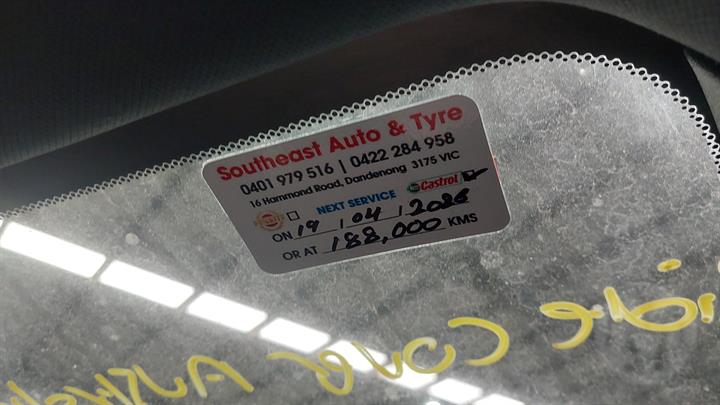 Southeast Auto & Tyre
0401 979 516 | 0422 284 958
16 Hammond Road, Dandenong 3175 VIC
NEXT SERVICE Castrol
ON 19 / 04 / 2026
OR AT 188,000 KMS
Cover